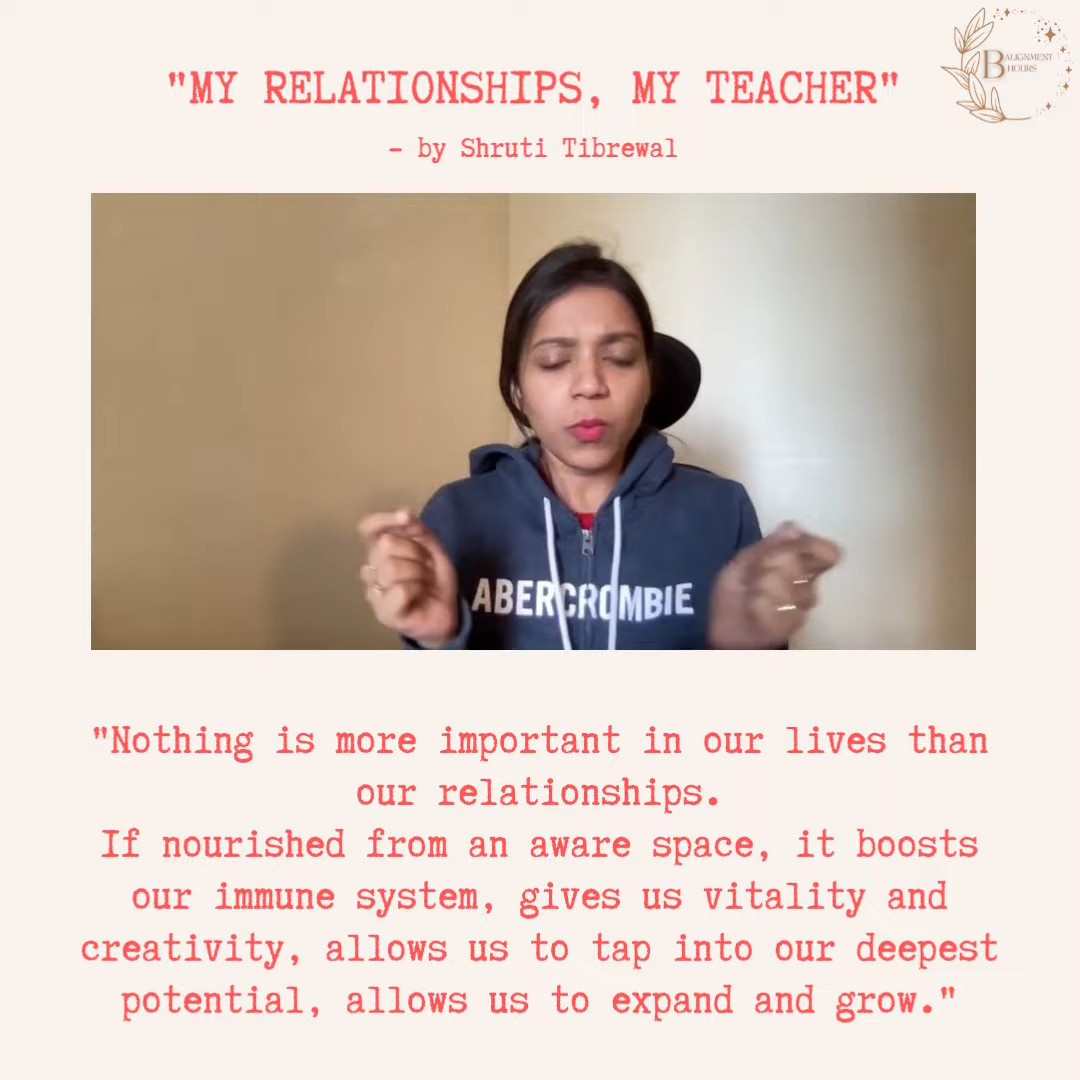 "MY RELATIONSHIPS, MY TEACHER"
- by Shruti Tibrewal
B ALIGNMENT
HOURS
ABERCROMBIE
"Nothing is more important in our lives than
our relationships.
If nourished from an aware space, it boosts
our immune system, gives us vitality and
creativity, allows us to tap into our deepest
potential, allows us to expand and grow."